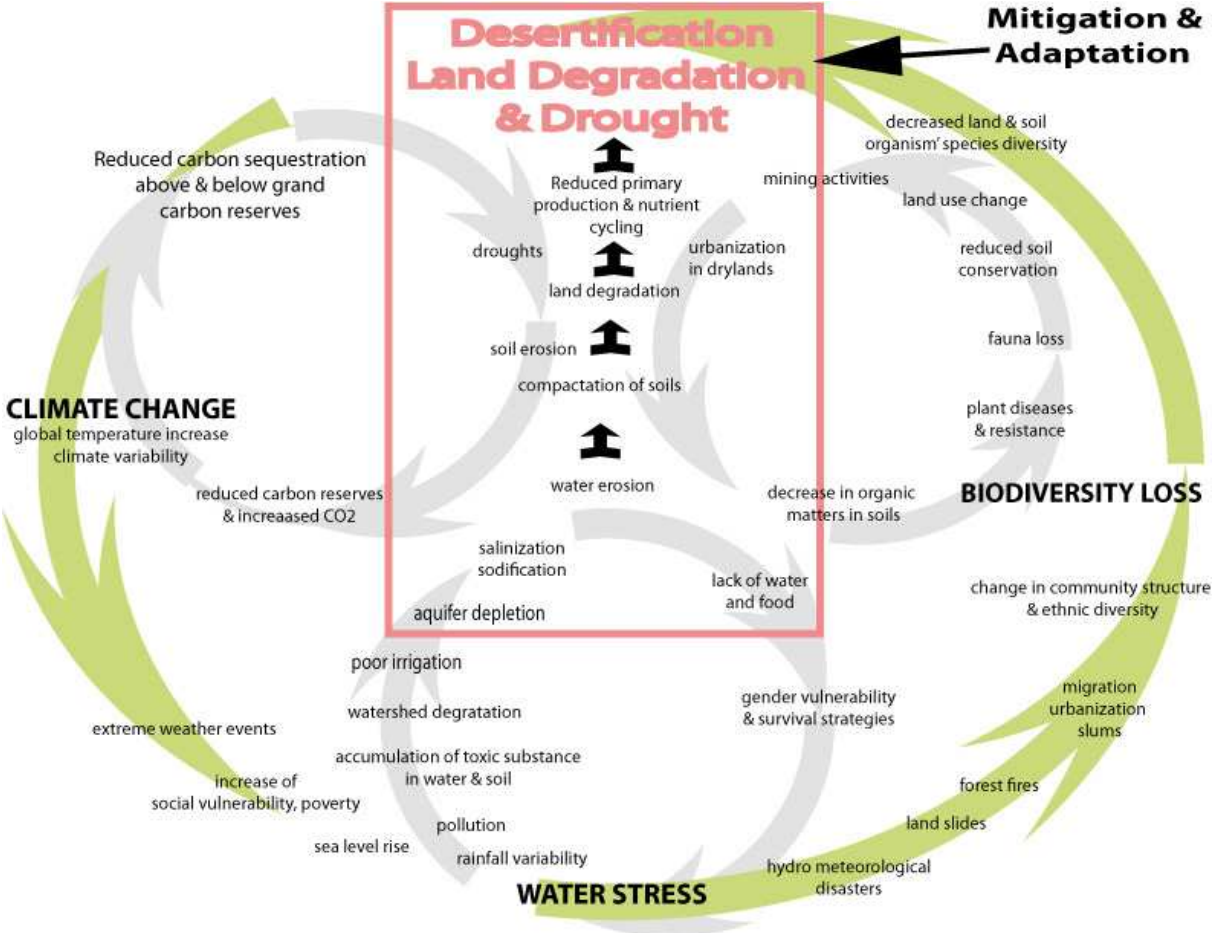 Desertification
Land Degradation
& Drought
Mitigation &
Adaptation
decreased land & soil
organism' species diversity
mining activities
land use change
Reduced carbon sequestration
above & below grand
carbon reserves
Reduced primary
production & nutrient
cycling
droughts
urbanization
in drylands
reduced soil
conservation
land degradation
soil erosion
fauna loss
compactation of soils
CLIMATE CHANGE
global temperature increase
climate variability
plant diseases
& resistance
water erosion
reduced carbon reserves
& increaased CO2
decrease in organic
matters in soils
BIODIVERSITY LOSS
salinization
sodification
lack of water
and food
aquifer depletion
change in community structure
& ethnic diversity
poor irrigation
watershed degratation
gender vulnerability
& survival strategies
migration
urbanization
slums
extreme weather events
accumulation of toxic substance
in water & soil
increase of
social vulnerability, poverty
forest fires
land slides
pollution
sea level rise
rainfall variability
hydro meteorological
disasters
WATER STRESS